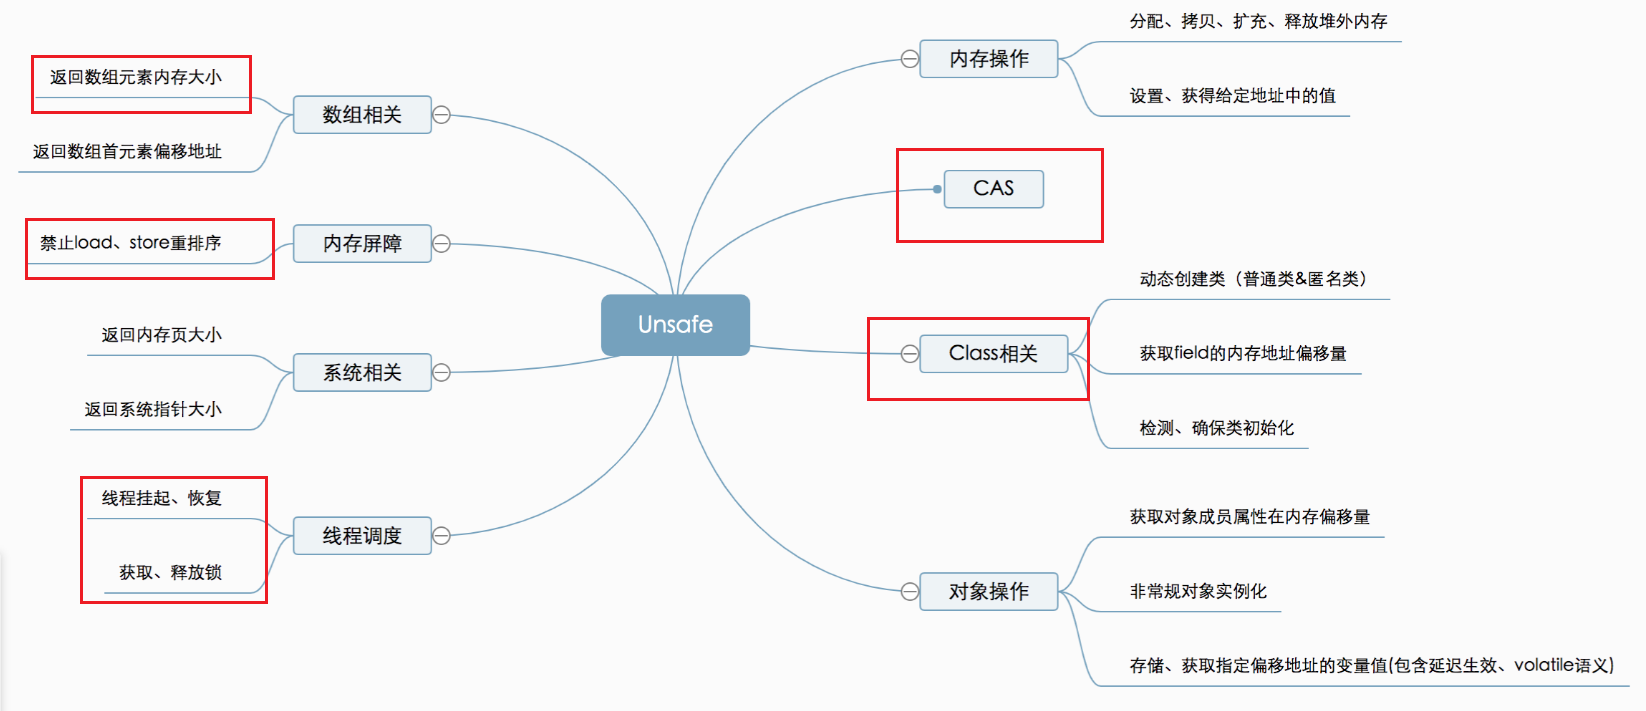 Unsafe
数组相关
返回数组元素内存大小
返回数组首元素偏移地址
内存屏障
禁止load、store重排序
系统相关
返回内存页大小
返回系统指针大小
线程调度
线程挂起、恢复
获取、释放锁
内存操作
分配、拷贝、扩充、释放堆外内存
设置、获得给定地址中的值
CAS
Class相关
动态创建类（普通类&匿名类）
获取field的内存地址偏移量
检测、确保类初始化
对象操作
获取对象成员属性在内存偏移量
非常规对象实例化
存储、获取指定偏移地址的变量值(包含延迟生效、volatile语义)